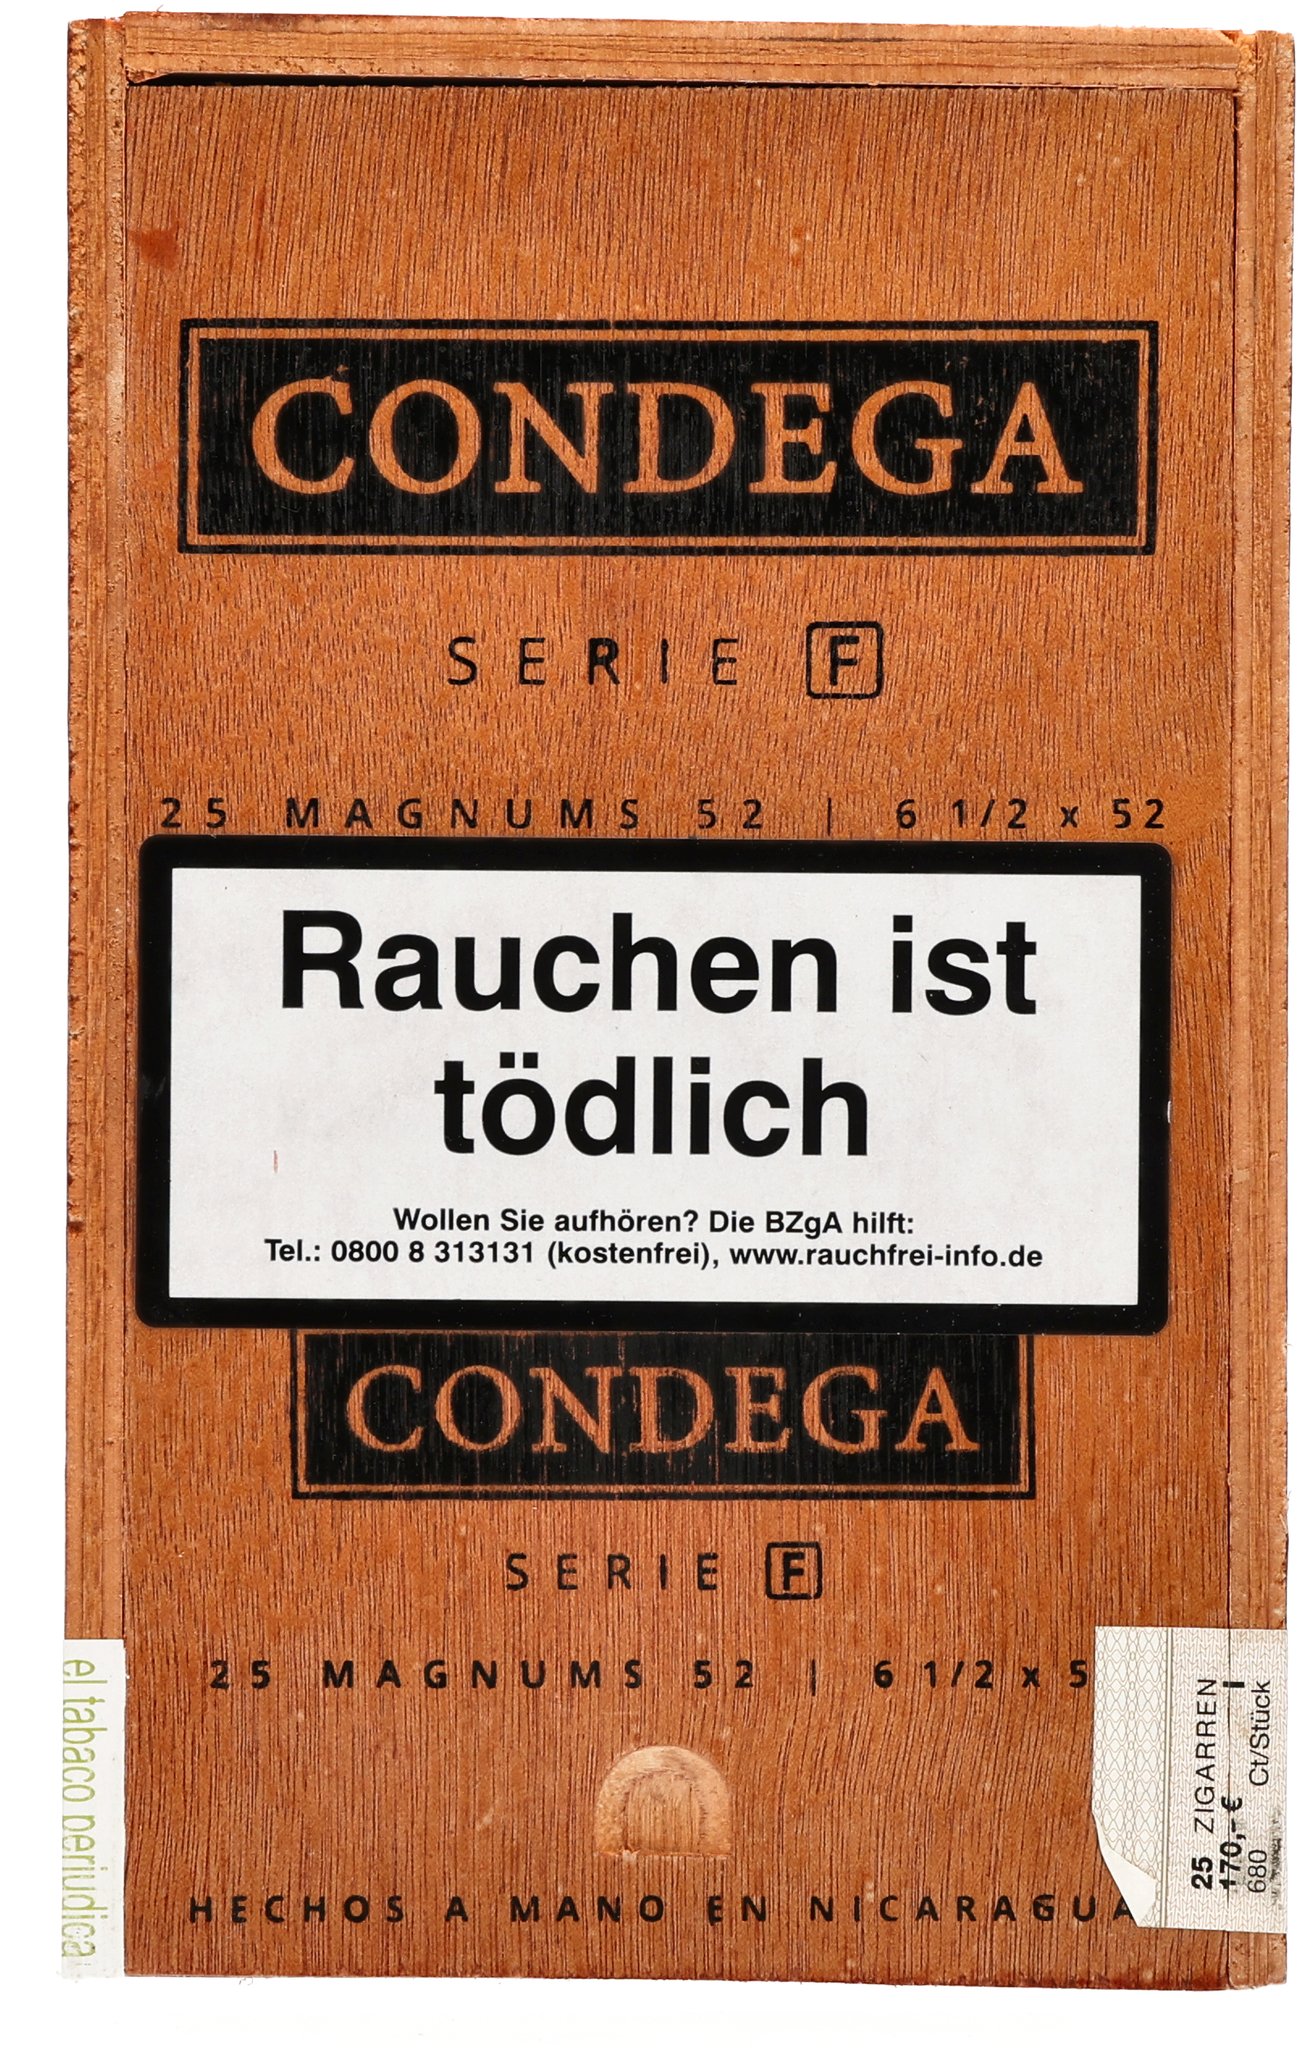 CONDEGA
SERIE F
25 MAGNUMS 52 | 6 1/2 x 52
Rauchen ist
tödlich
Wollen Sie aufhören? Die BZgA hilft:
Tel.: 0800 8 313131 (kostenfrei), www.rauchfrei-info.de
CONDEGA
SERIE F
25 MAGNUMS 52 | 6 1/2 x 5
HECHOS A MANO EN NICARAGUA
el tabaco perjudica
25 ZIGARREN
170,- € I
680 Ct/Stück